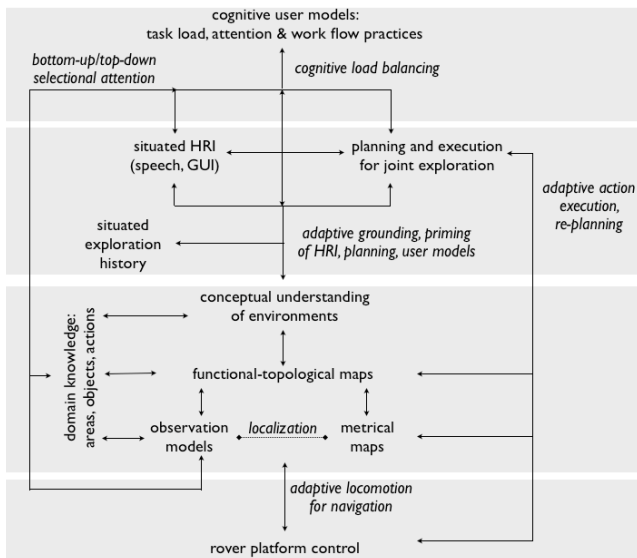 cognitive user models:
task load, attention & work flow practices
bottom-up/top-down
selectional attention
cognitive load balancing
situated HRI
(speech, GUI)
planning and execution
for joint exploration
adaptive action
execution,
re-planning
situated
exploration
history
adaptive grounding, priming
of HRI, planning, user models
conceptual understanding
of environments
domain knowledge:
areas, objects, actions
functional-topological maps
observation
models
localization
metrical
maps
adaptive locomotion
for navigation
rover platform control